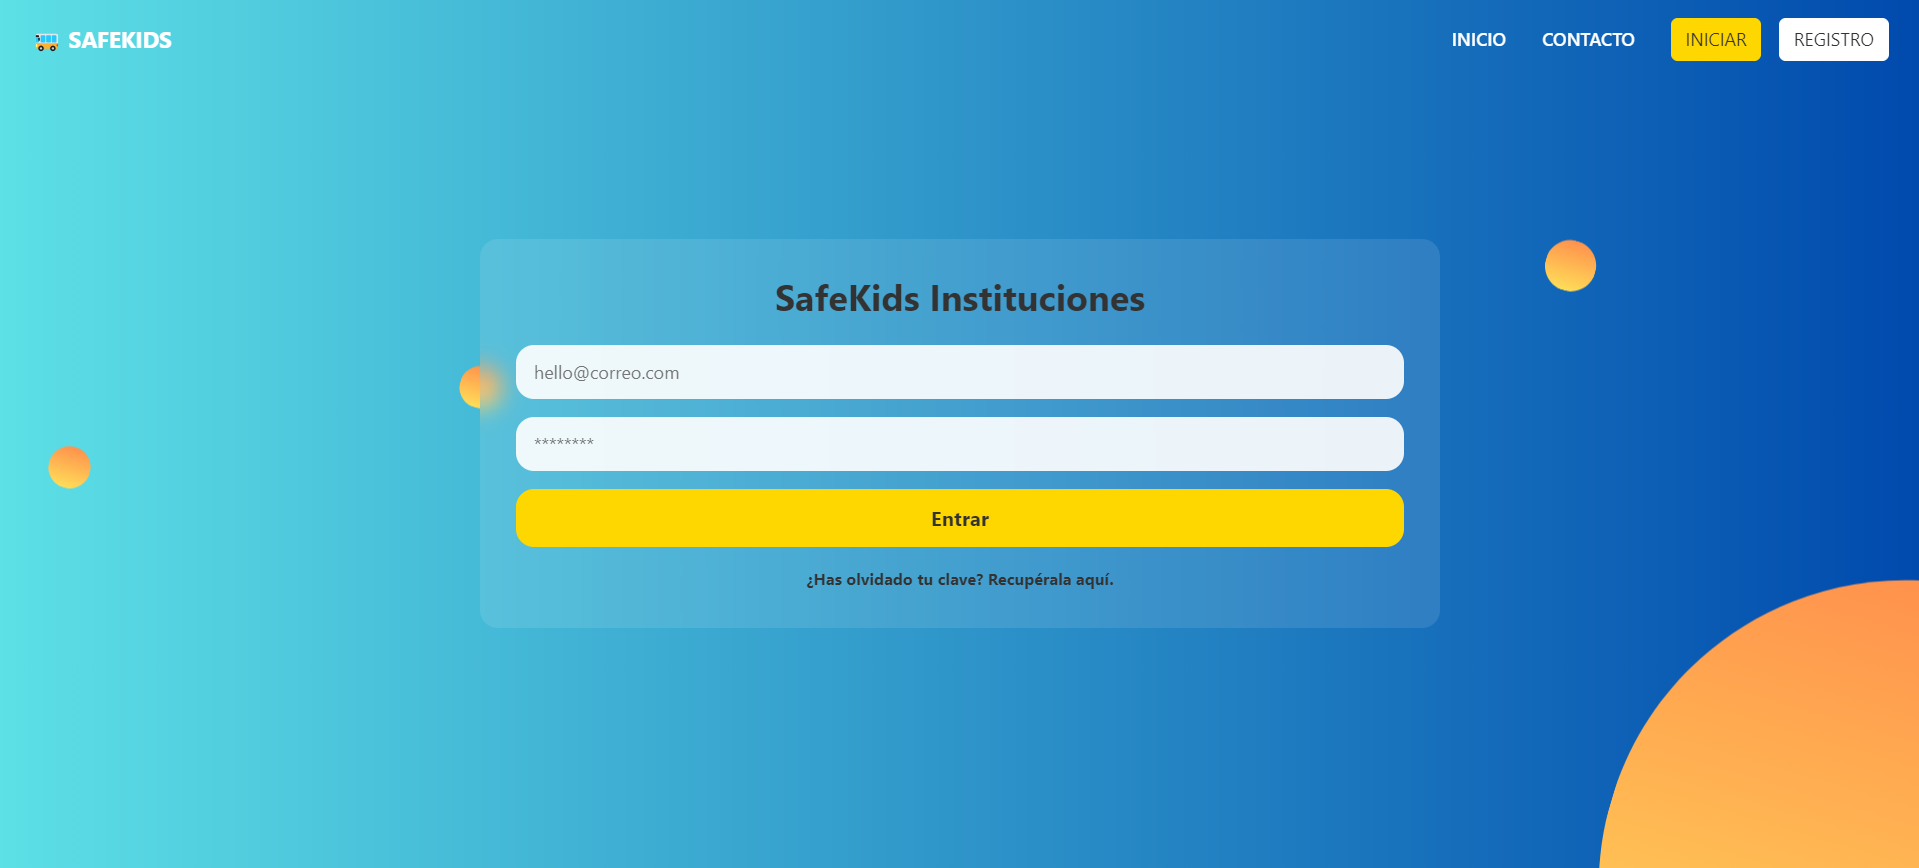 SAFEKIDS
INICIO
CONTACTO
INICIAR
REGISTRO
SafeKids Instituciones
hello@correo.com
********
Entrar
¿Has olvidado tu clave? Recupérala aquí.